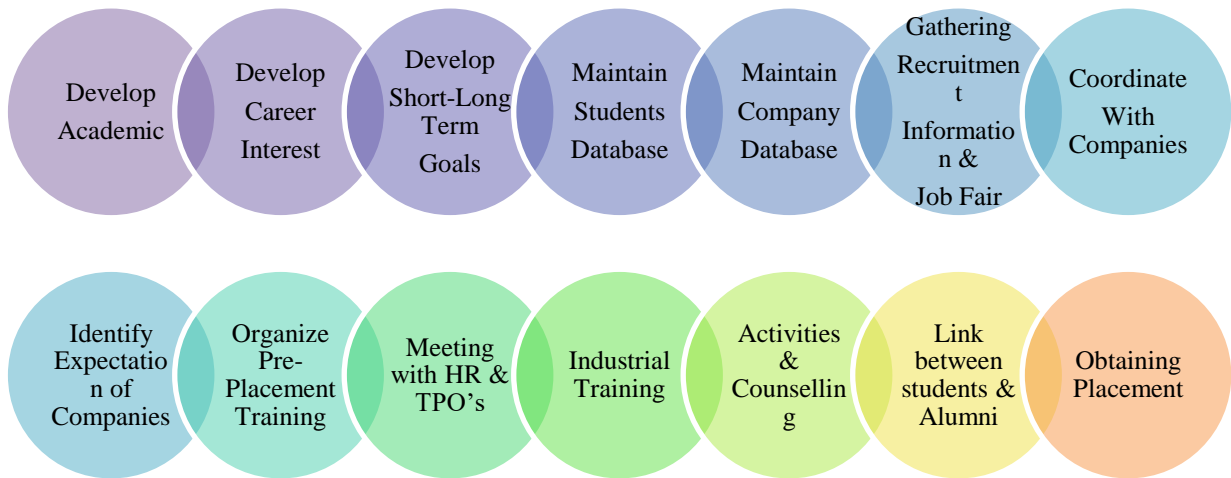 Develop
Academic
Develop
Career
Interest
Develop
Short-Long
Term
Goals
Maintain
Students
Database
Maintain
Company
Database
Gathering
Recruitmen
t
Informatio
n &
Job Fair
Coordinate
With
Companies
Identify
Expectatio
n of
Companies
Organize
Pre-
Placement
Training
Meeting
with HR &
TPO’s
Industrial
Training
Activities
&
Counsellin
g
Link
between
students &
Alumni
Obtaining
Placement